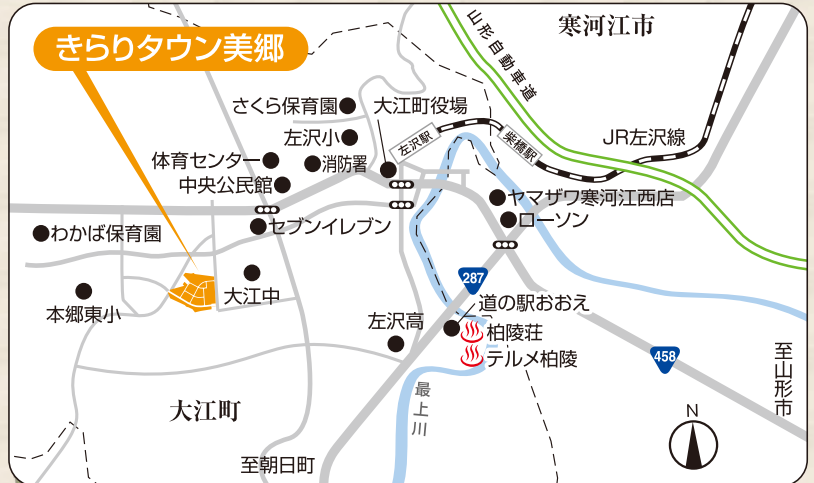 寒河江市
きらりタウン美郷
山形自動車道
さくら保育園
大江町役場
左沢小
左沢駅
柴橋駅
JR左沢線
体育センター
消防署
中央公民館
ヤマザワ寒河江西店
ローソン
わかば保育園
セブンイレブン
大江中
本郷東小
287
道の駅おおえ
左沢高
柏陵荘
テルメ柏陵
458
至山形市
最上川
大江町
N
至朝日町